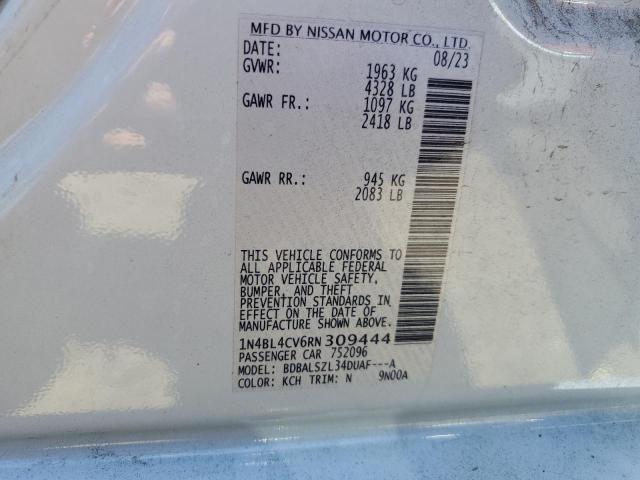 MFD BY NISSAN MOTOR CO., LTD.
DATE: 08/23
GVWR: 1963 KG
4328 LB
GAWR FR.: 1097 KG
2418 LB
GAWR RR.: 945 KG
2083 LB
THIS VEHICLE CONFORMS TO
ALL APPLICABLE FEDERAL
MOTOR VEHICLE SAFETY,
BUMPER, AND THEFT
PREVENTION STANDARDS IN
EFFECT ON THE DATE OF
MANUFACTURE SHOWN ABOVE.
1N4BL4CV6RN309444
PASSENGER CAR 752096
MODEL: BDBALSZL34DUAF---A
COLOR: KCH TRIM: N 9N00A